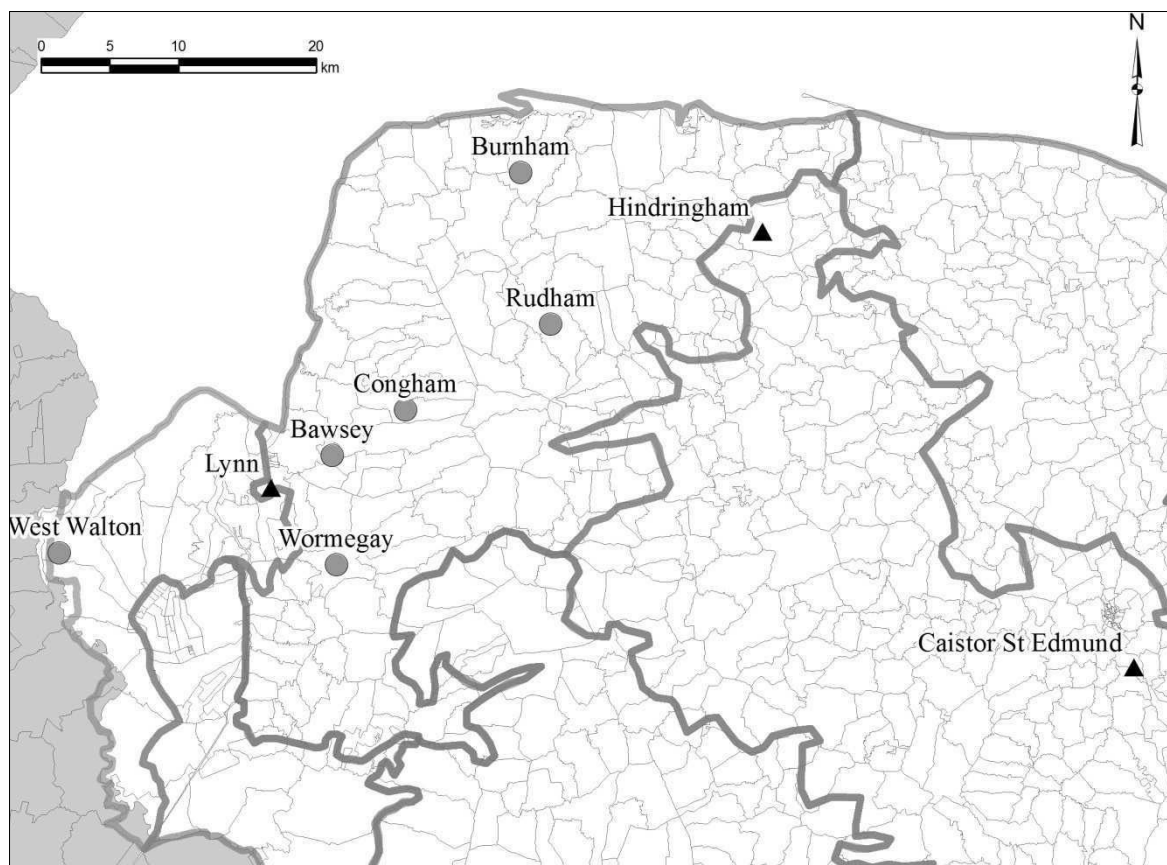 N
0 5 10 20
km
Burnham
Hindringham
Rudham
Congham
Bawsey
Lynn
West Walton
Wormegay
Caistor St Edmund